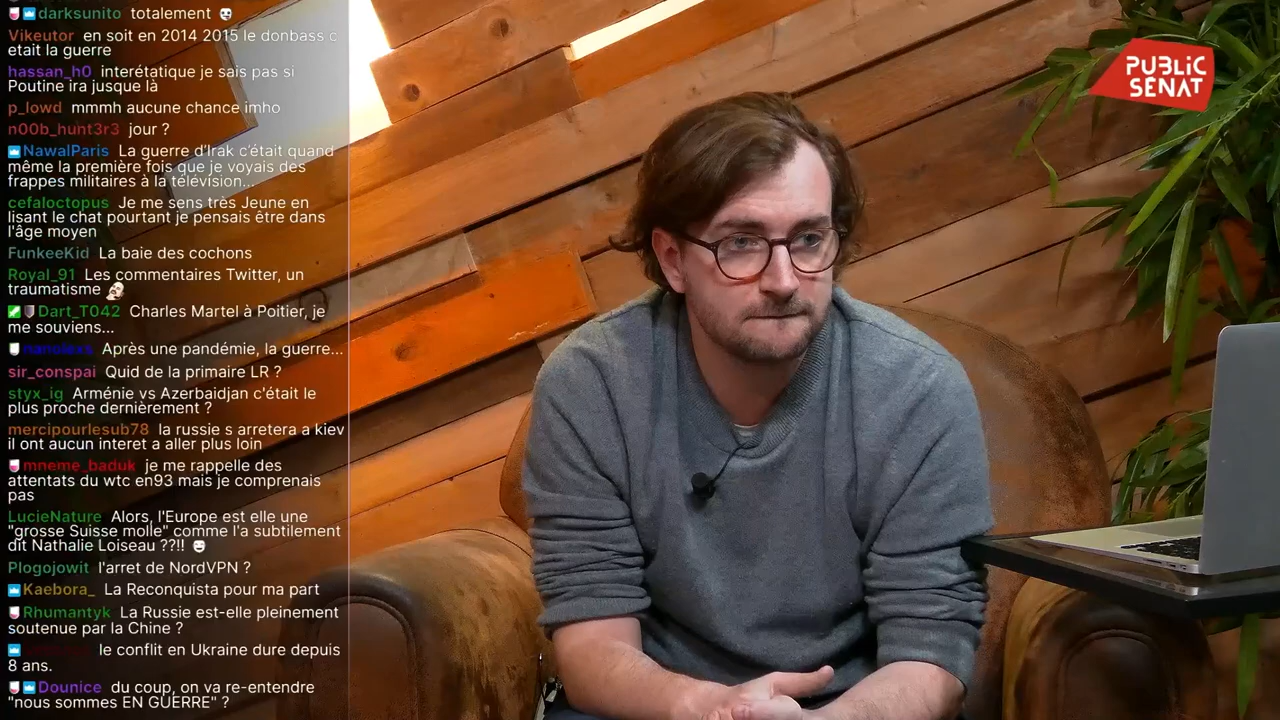 darksunito totalement
Vikeutor en soit en 2014 2015 le donbass c
etait la guerre
hassan_h0 interétatique je sais pas si
Poutine ira jusque là
p_lowd mmmh aucune chance imho
n00b_hunt3r3 jour ?
NawalParis La guerre d'Irak c'était quand
même la première fois que je voyais des
frappes militaires à la télévision...
cefaloctopus Je me sens très Jeune en
lisant le chat pourtant je pensais être dans
l'âge moyen
FunkeeKid La baie des cochons
Royal_91 Les commentaires Twitter, un
traumatisme
Dart_T042 Charles Martel à Poitier, je
me souviens...
Après une pandémie, la guerre...
sir_conspai Quid de la primaire LR ?
styx_ig Arménie vs Azerbaidjan c'était le
plus proche dernièrement ?
mercipourlesub78 la russie s arretera a kiev
il ont aucun interet a aller plus loin
mneme_baduk je me rappelle des
attentats du wtc en93 mais je comprenais
pas
LucieNature Alors, l'Europe est elle une
"grosse Suisse molle" comme l'a subtilement
dit Nathalie Loiseau ??!!
Plogojowit l'arret de NordVPN ?
Kaebora_ La Reconquista pour ma part
Rhumantyk La Russie est-elle pleinement
soutenue par la Chine ?
le conflit en Ukraine dure depuis
8 ans.
Dounice du coup, on va re-entendre
"nous sommes EN GUERRE" ?
PUBLIC
SÉNAT